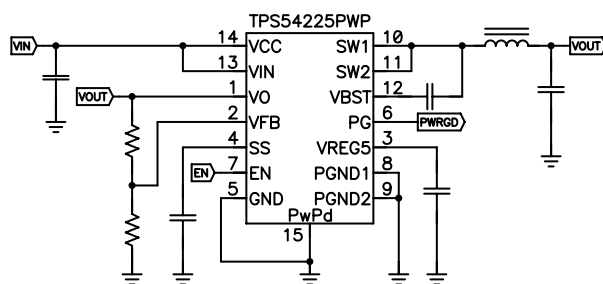 TPS54225PWP
VIN 14 VCC SW1 10 VOUT
13 VIN SW2 11
VOUT 1 VO VBST 12
2 VFB PG 6 PWRGD
4 SS VREG5 3
EN 7 EN PGND1 8
5 GND PGND2 9
PwPd
15